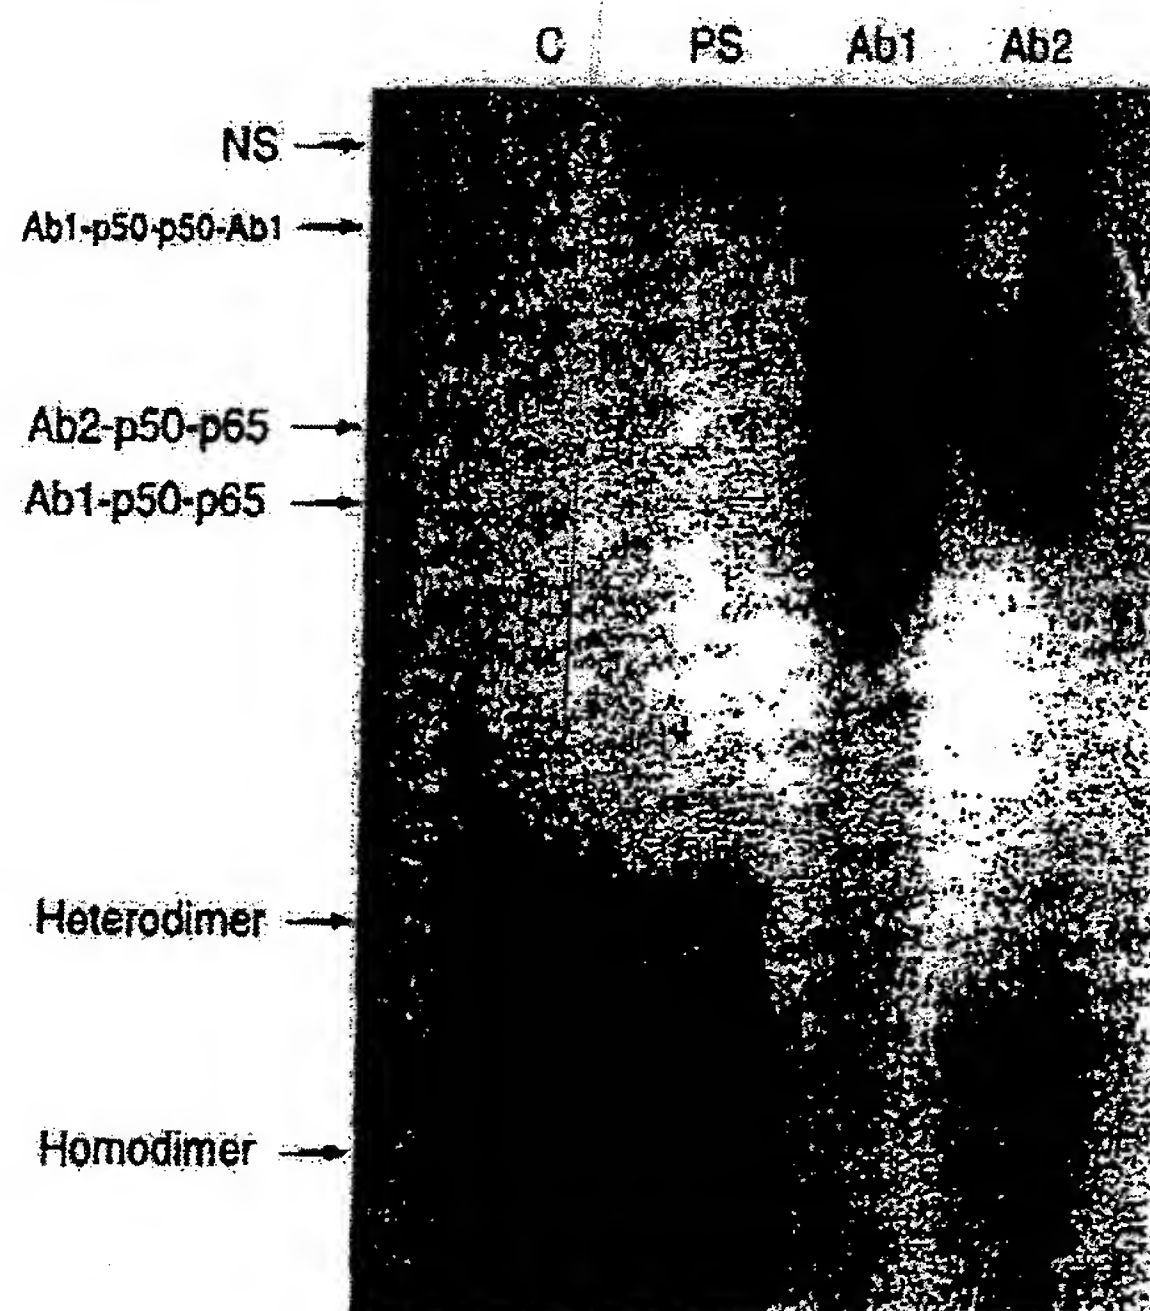 C PS Ab1 Ab2
NS
Ab1-p50-p50-Ab1
Ab2-p50-p65
Ab1-p50-p65
Heterodimer
Homodimer